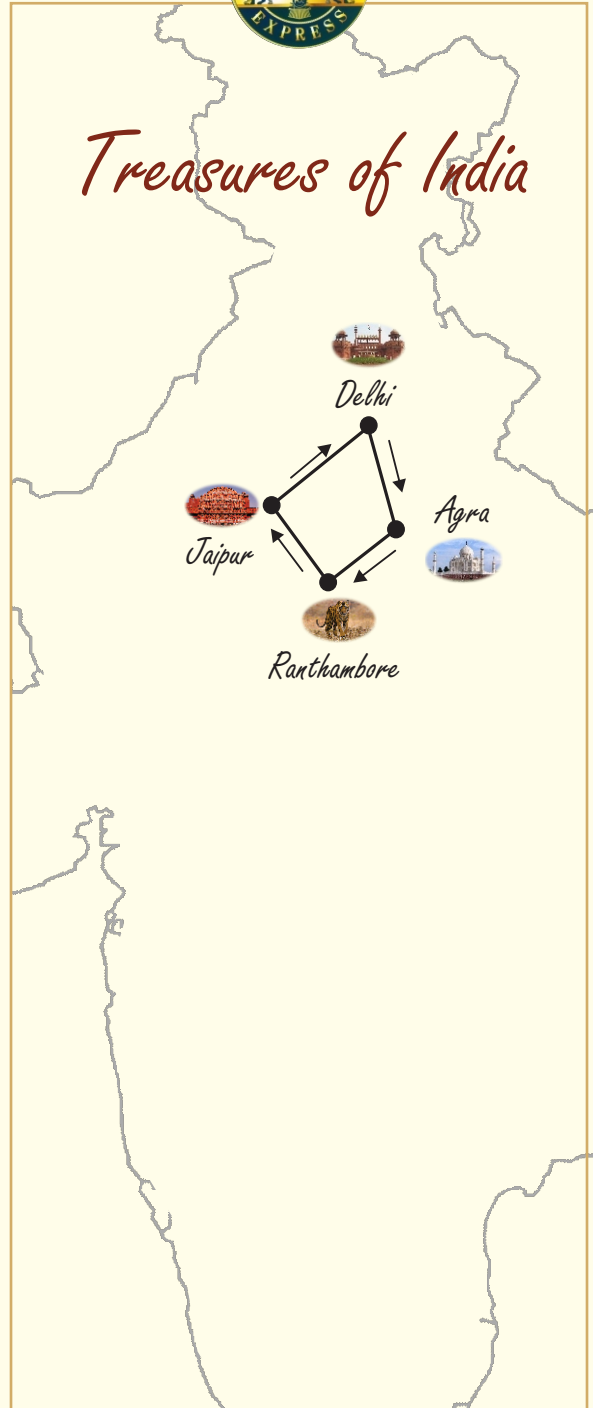 EXPRESS
Treasures of India
Delhi
Agra
Jaipur
Ranthambore